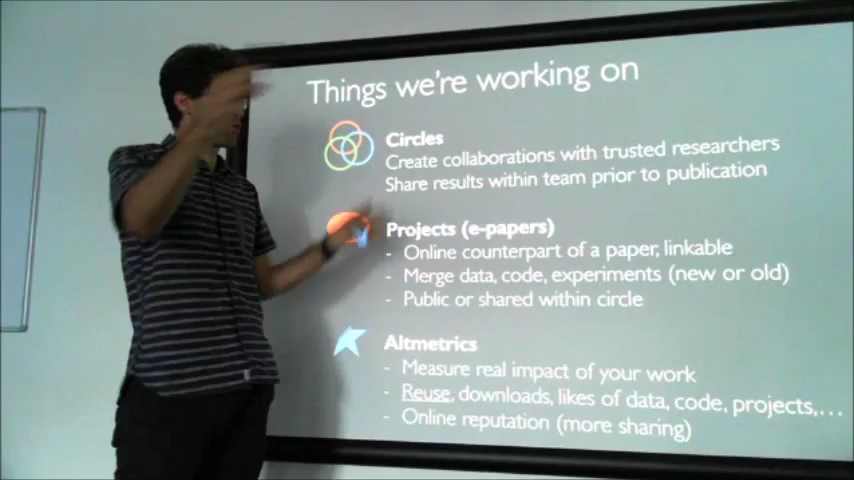 Things we're working on
Circles
Create collaborations with trusted researchers
Share results within team prior to publication
Projects (e-papers)
- Online counterpart of a paper, linkable
- Merge data, code, experiments (new or old)
- Public or shared within circle
Altmetrics
- Measure real impact of your work
- Reuse, downloads, likes of data, code, projects,...
- Online reputation (more sharing)